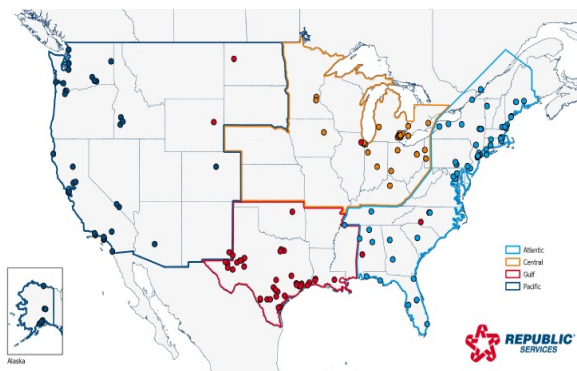 Atlantic
Central
Gulf
Pacific
REPUBLIC®
SERVICES
Alaska